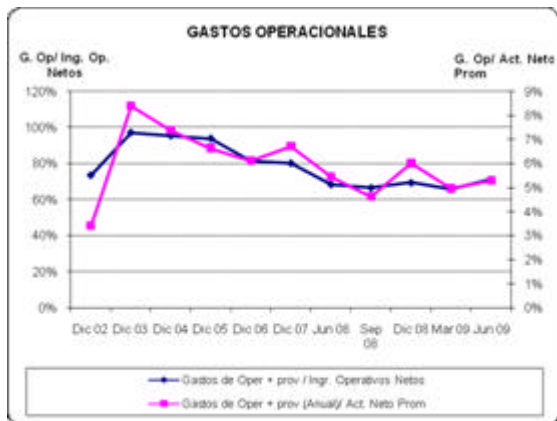 GASTOS OPERACIONALES
G. Op/ Ing. Op.
Netos
G. Op/ Act. Neto
Prom
120%
100%
80%
60%
40%
20%
0%
9%
8%
7%
6%
5%
4%
3%
2%
1%
0%
Dic 02 Dic 03 Dic 04 Dic 05 Dic 06 Dic 07 Jun 08 Sep 08 Dic 08 Mar 09 Jun 09
Gastos de Oper + prov / Ingr. Operativos Netos
Gastos de Oper + prov (Anual)/ Act. Neto Prom